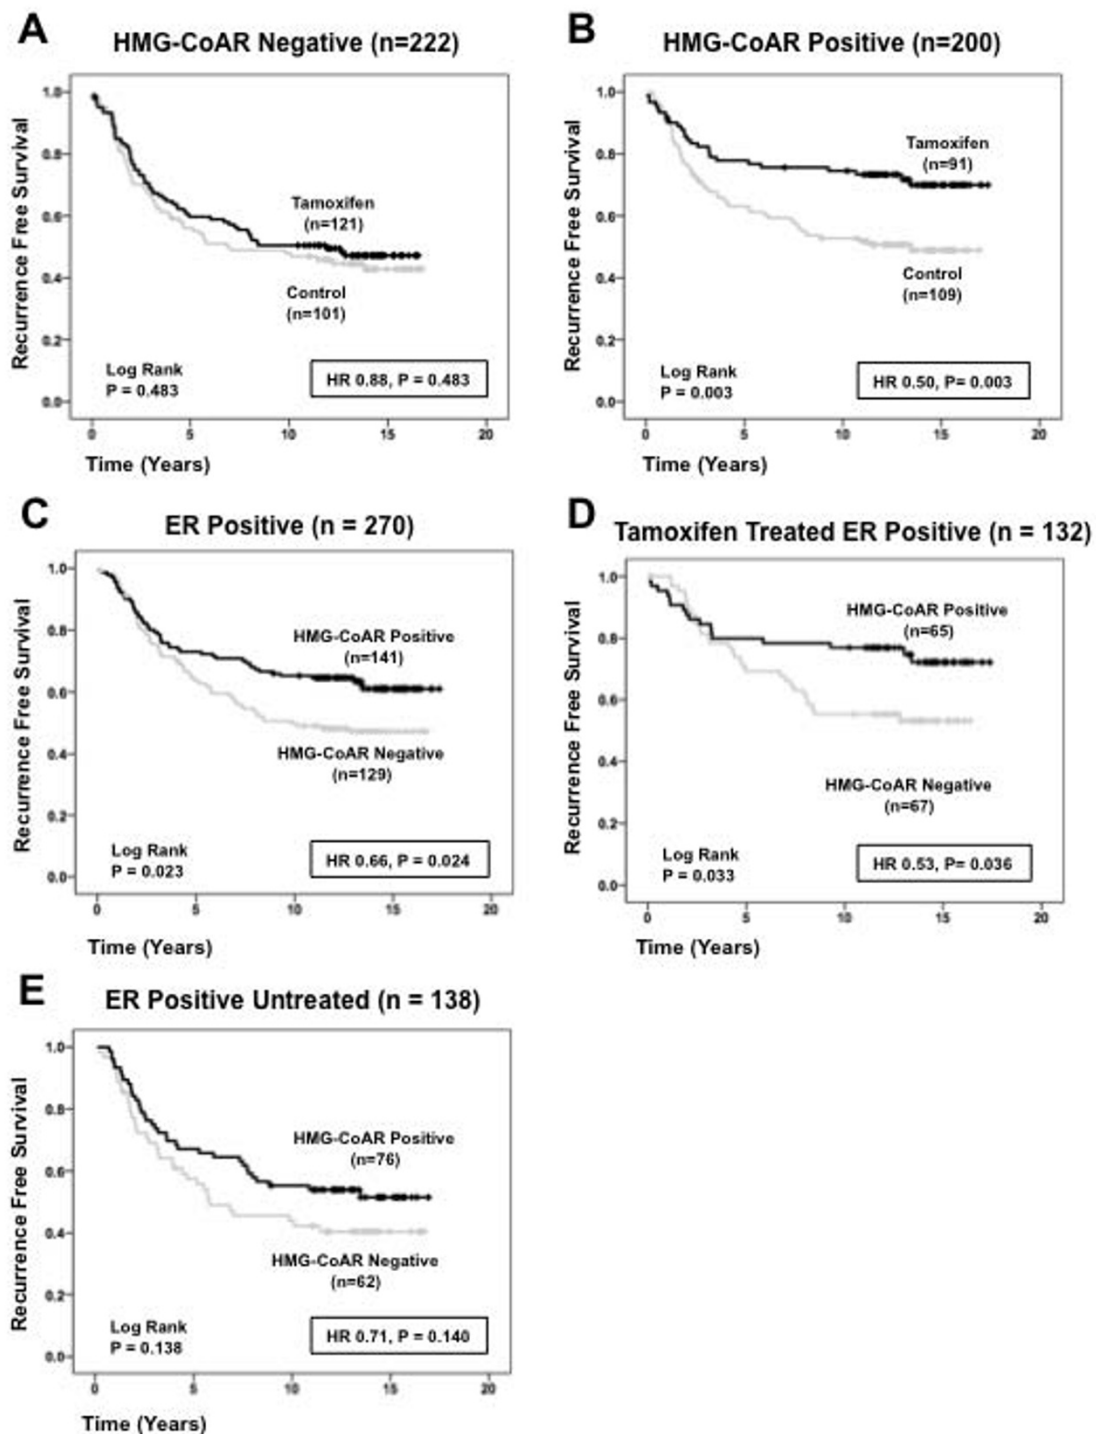 A
HMG-CoAR Negative (n=222)
Recurrence Free Survival
1.0
0.8
0.6
0.4
0.2
0.0
Tamoxifen
(n=121)
Control
(n=101)
Log Rank
P = 0.483
HR 0.88, P = 0.483
0 5 10 15 20
Time (Years)
B
HMG-CoAR Positive (n=200)
Recurrence Free Survival
1.0
0.8
0.6
0.4
0.2
0.0
Tamoxifen
(n=91)
Control
(n=109)
Log Rank
P = 0.003
HR 0.50, P= 0.003
0 5 10 15 20
Time (Years)
C
ER Positive (n = 270)
Recurrence Free Survival
1.0
0.8
0.6
0.4
0.2
0.0
HMG-CoAR Positive
(n=141)
HMG-CoAR Negative
(n=129)
Log Rank
P = 0.023
HR 0.66, P = 0.024
0 5 10 15 20
Time (Years)
D
Tamoxifen Treated ER Positive (n = 132)
Recurrence Free Survival
1.0
0.8
0.6
0.4
0.2
0.0
HMG-CoAR Positive
(n=65)
HMG-CoAR Negative
(n=67)
Log Rank
P = 0.033
HR 0.53, P= 0.036
0 5 10 15 20
Time (Years)
E
ER Positive Untreated (n = 138)
Recurrence Free Survival
1.0
0.8
0.6
0.4
0.2
0.0
HMG-CoAR Positive
(n=76)
HMG-CoAR Negative
(n=62)
Log Rank
P = 0.138
HR 0.71, P = 0.140
0 5 10 15 20
Time (Years)